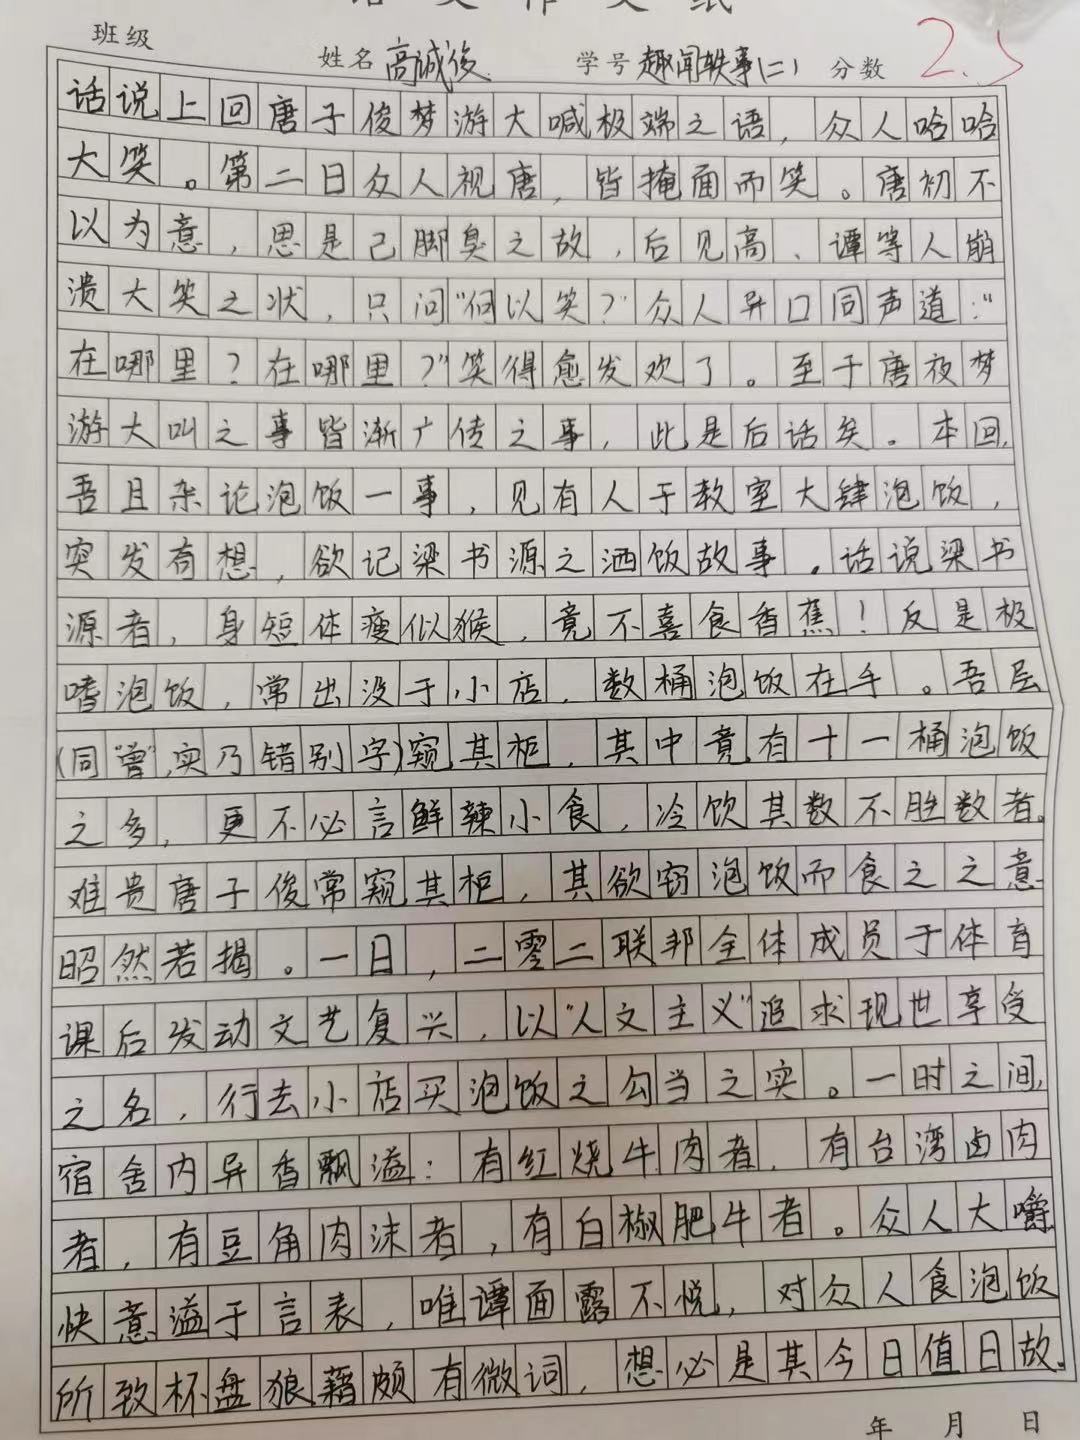 语文作文纸
班级 姓名 高诚俊 学号 趣闻轶事(二) 分数 2.5
话说上回唐子俊梦游大喊极端之语，众人哈哈
大笑。第二日众人视唐，皆掩面而笑。唐初不
以为意，思是己脚臭之故，后见高、谭等人崩
溃大笑之状，只问“何以笑？”众人异口同声道：“
在哪里？在哪里？”笑得愈发欢了。至于唐夜梦
游大叫之事皆渐广传之事，此是后话矣。本回，
吾且杂论泡饭一事，见有人于教室大肆泡饭，
突发奇想，欲记梁书源之洒饭故事。话说梁书
源者，身短体瘦似猴，竟不喜食香蕉！反是极
嗜泡饭，常出没于小店，数桶泡饭在手。吾层
(同“曾”，实乃错别字)窥其柜，其中竟有十一桶泡饭
之多，更不必言鲜辣小食，冷饮其数不胜数者。
难贵唐子俊常窥其柜，其欲窃泡饭而食之之意
昭然若揭。一日，二零二联邦全体成员于体育
课后发动文艺复兴，以“人文主义”追求现世享受
之名，行去小店买泡饭之勾当之实。一时之间，
宿舍内异香飘溢：有红烧牛肉者，有台湾卤肉
者，有豆角肉沫者，有白椒肥牛者。众人大嚼
快意溢于言表，唯谭面露不悦，对众人食泡饭
所致杯盘狼藉颇有微词，想必是其今日值日故。
年 月 日